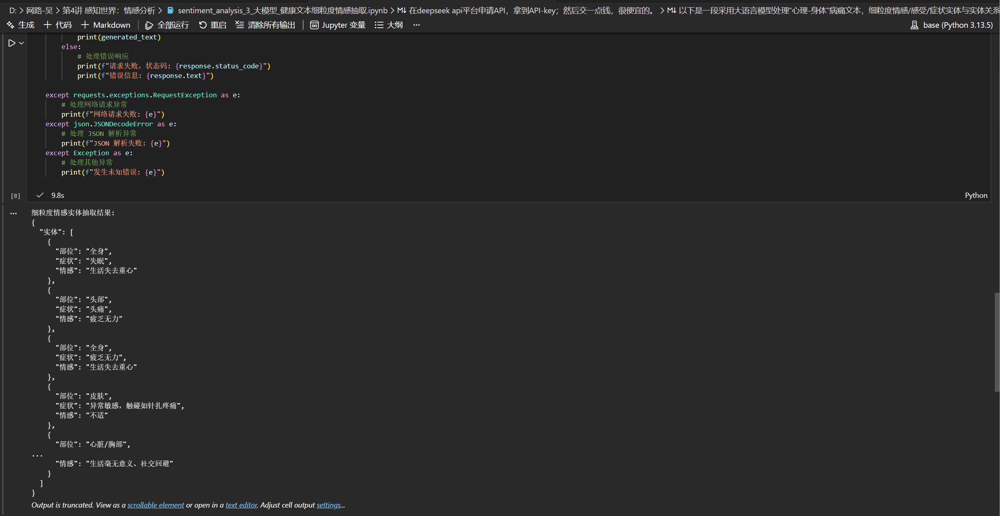 D: > 网路-吴 > 第4讲 感知世界：情感分析 > sentiment_analysis_3_大模型_健康文本细粒度情感抽取.ipynb > M↓ 在deepseek api平台申请API，拿到API-key；然后交一点钱，很便宜的。 > M↓ 以下是一段采用大语言模型处理“心理-身体”病痛文本，细粒度情感/感受/症状实体与实体关系
生成 + 代码 + Markdown | 全部运行 重启 清除所有输出 | Jupyter 变量 大纲 ··· base (Python 3.13.5)
print(generated_text)
else:
# 处理错误响应
print(f"请求失败，状态码: {response.status_code}")
print(f"错误信息: {response.text}")
except requests.exceptions.RequestException as e:
# 处理网络请求异常
print(f"网络请求失败: {e}")
except json.JSONDecodeError as e:
# 处理 JSON 解析异常
print(f"JSON 解析失败: {e}")
except Exception as e:
# 处理其他异常
print(f"发生未知错误: {e}")
[8] 9.8s Python
··· 细粒度情感实体抽取结果:
{
"实体": [
{
"部位": "全身",
"症状": "失眠",
"情感": "生活失去重心"
},
{
"部位": "头部",
"症状": "头痛",
"情感": "疲乏无力"
},
{
"部位": "全身",
"症状": "疲乏无力",
"情感": "生活失去重心"
},
{
"部位": "皮肤",
"症状": "异常敏感，触碰如针扎疼痛",
"情感": "不适"
},
{
"部位": "心脏/胸部",
...
"情感": "生活毫无意义、社交回避"
}
]
}
Output is truncated. View as a scrollable element or open in a text editor. Adjust cell output settings...